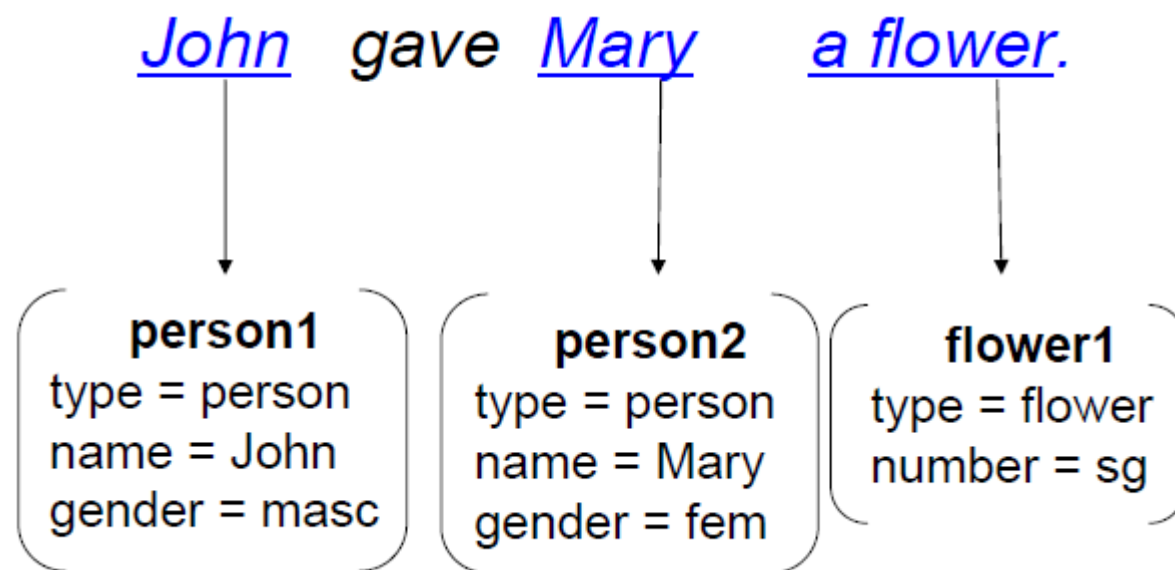 John gave Mary a flower.
person1
type = person
name = John
gender = masc
person2
type = person
name = Mary
gender = fem
flower1
type = flower
number = sg